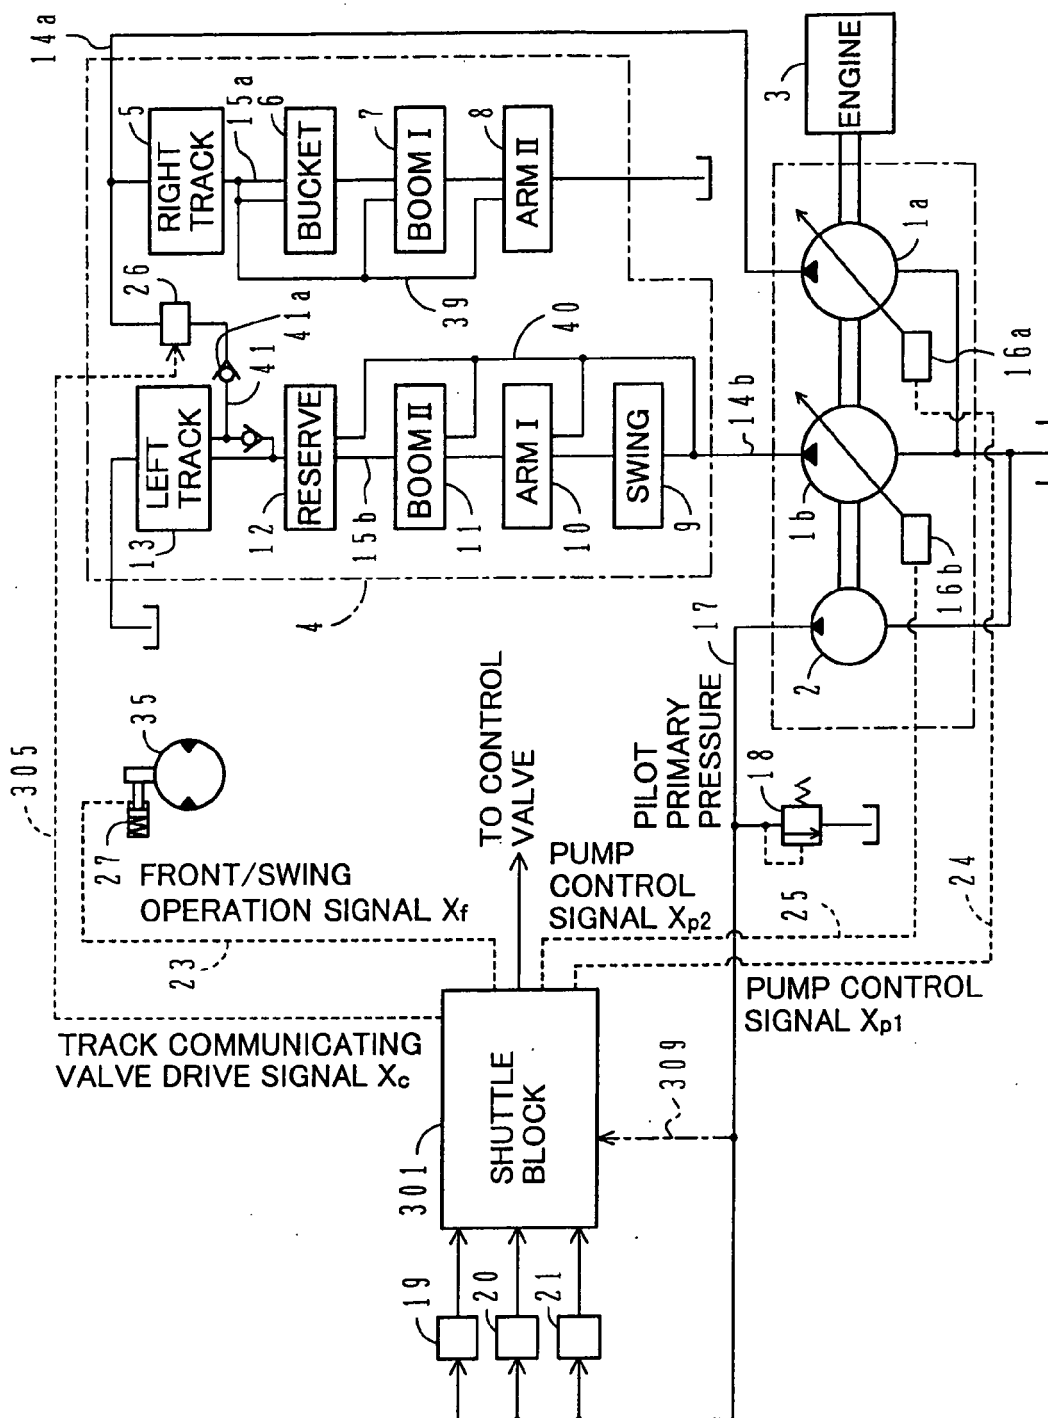 14a
5
RIGHT
TRACK
15a
6
BUCKET
7
BOOM I
8
ARM II
39
3
ENGINE
1a
16a
26
41a
41
LEFT
TRACK
13
12
RESERVE
15b
40
BOOM II
11
ARM I
10
SWING
9
14b
1b
16b
4
2
17
305
35
27
FRONT/SWING
OPERATION SIGNAL Xf
23
TO CONTROL
VALVE
PILOT
PRIMARY
PRESSURE
18
PUMP
CONTROL
SIGNAL Xp2
25
24
PUMP CONTROL
SIGNAL Xp1
TRACK COMMUNICATING
VALVE DRIVE SIGNAL Xc
301
SHUTTLE
BLOCK
309
19
20
21